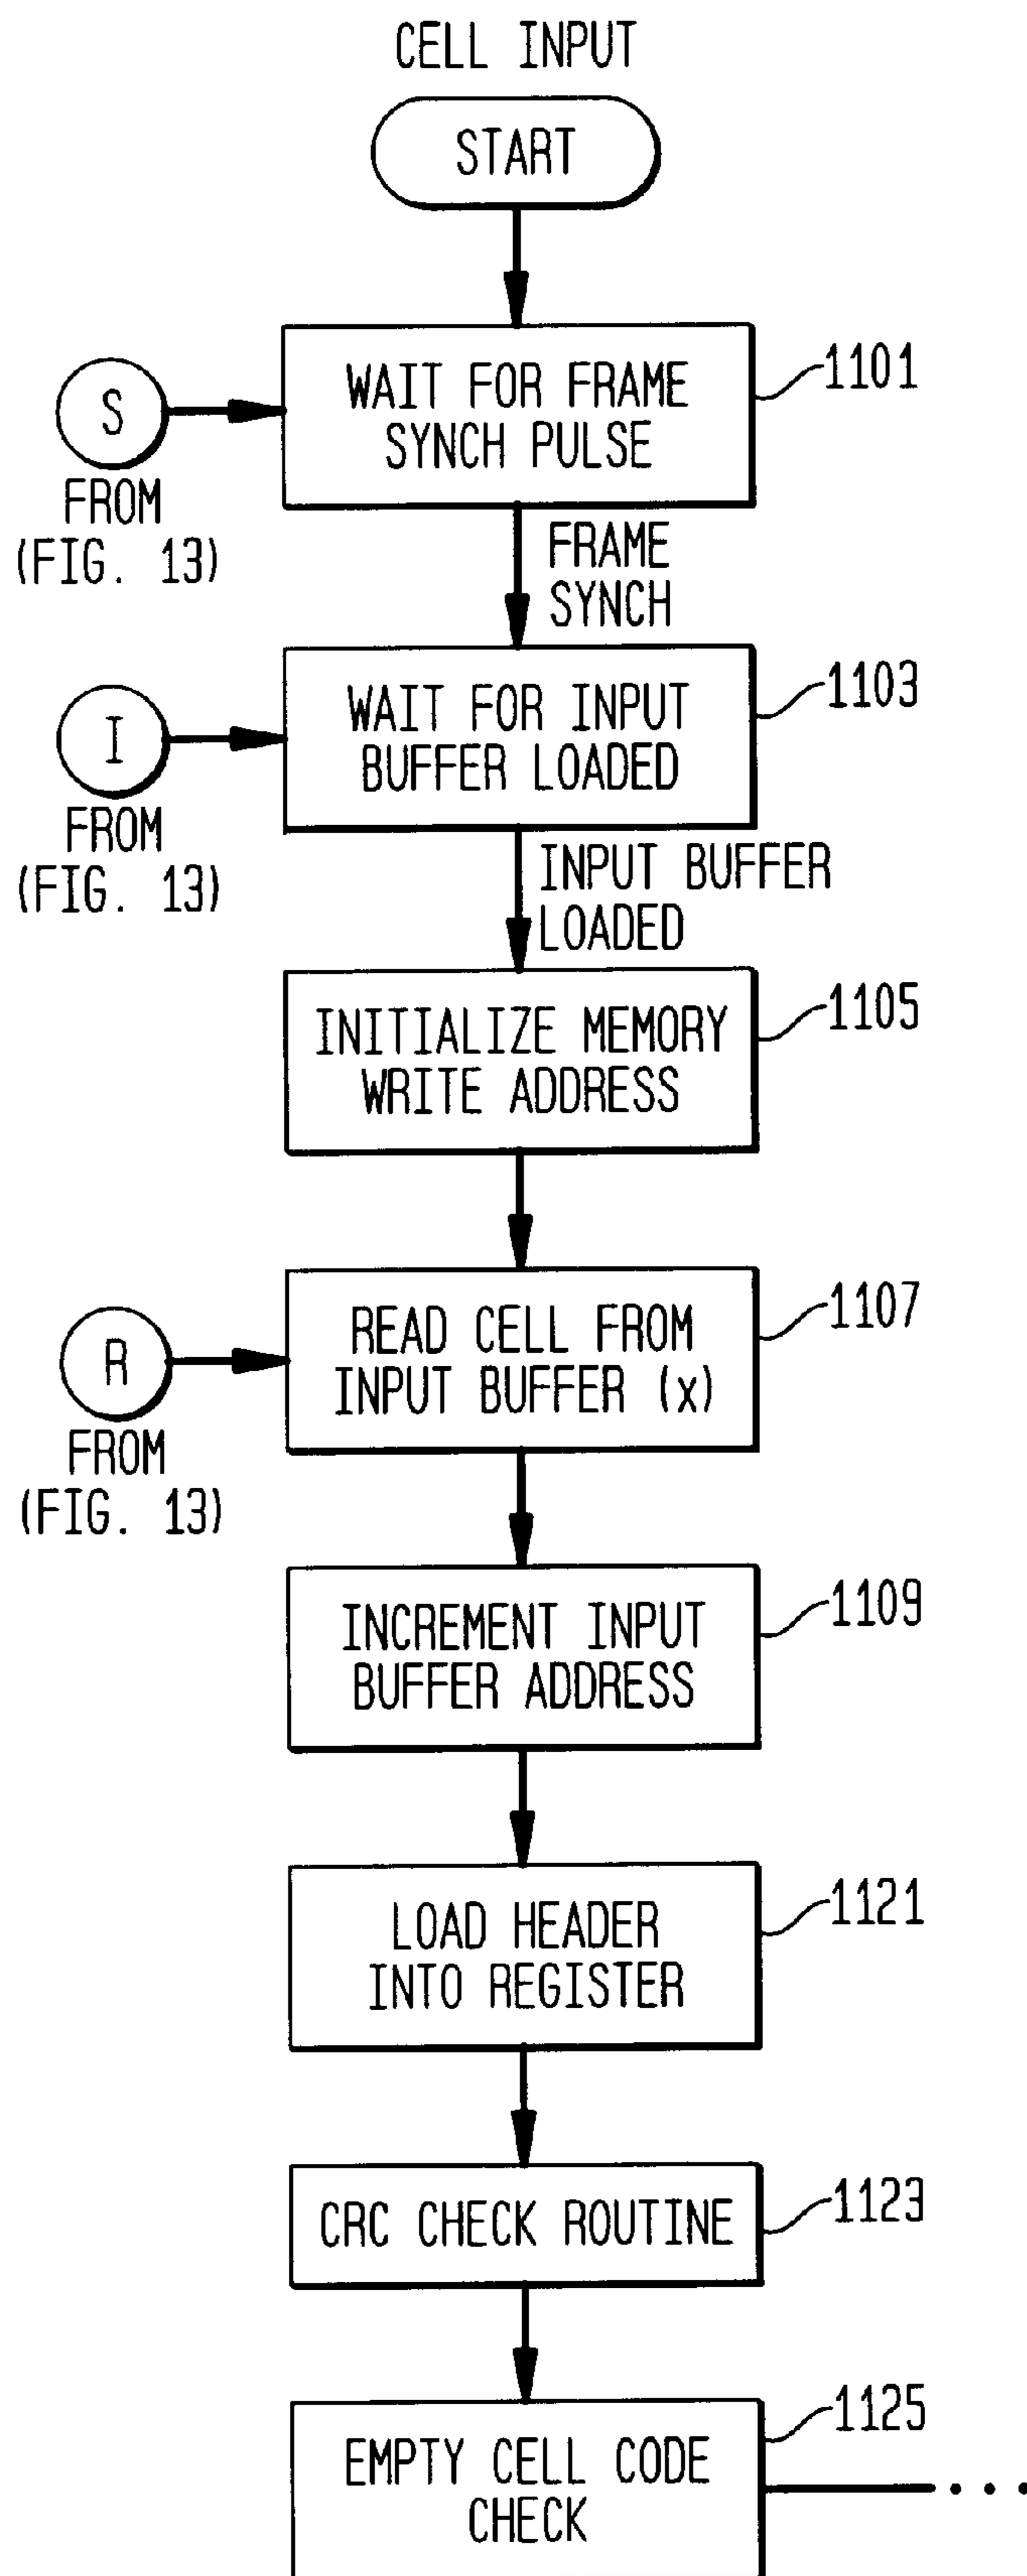 CELL INPUT
START
WAIT FOR FRAME
SYNCH PULSE
1101
S
FROM
(FIG. 13)
FRAME
SYNCH
WAIT FOR INPUT
BUFFER LOADED
1103
I
FROM
(FIG. 13)
INPUT BUFFER
LOADED
INITIALIZE MEMORY
WRITE ADDRESS
1105
READ CELL FROM
INPUT BUFFER (x)
1107
R
FROM
(FIG. 13)
INCREMENT INPUT
BUFFER ADDRESS
1109
LOAD HEADER
INTO REGISTER
1121
CRC CHECK ROUTINE
1123
EMPTY CELL CODE
CHECK
1125